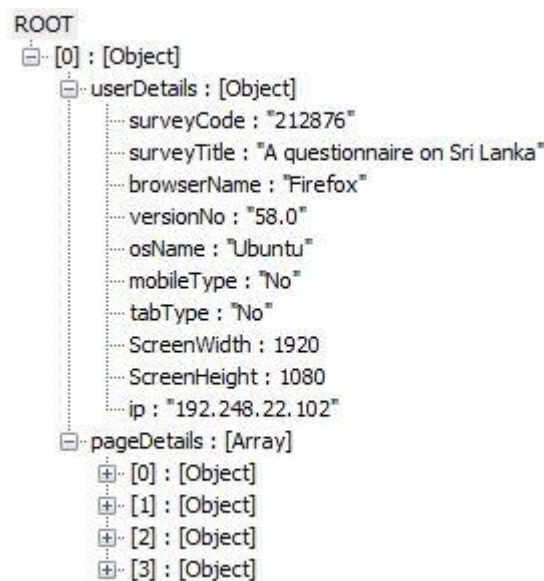 ROOT
[0] : [Object]
userDetails : [Object]
surveyCode : "212876"
surveyTitle : "A questionnaire on Sri Lanka"
browserName : "Firefox"
versionNo : "58.0"
osName : "Ubuntu"
mobileType : "No"
tabType : "No"
ScreenWidth : 1920
ScreenHeight : 1080
ip : "192.248.22.102"
pageDetails : [Array]
[0] : [Object]
[1] : [Object]
[2] : [Object]
[3] : [Object]